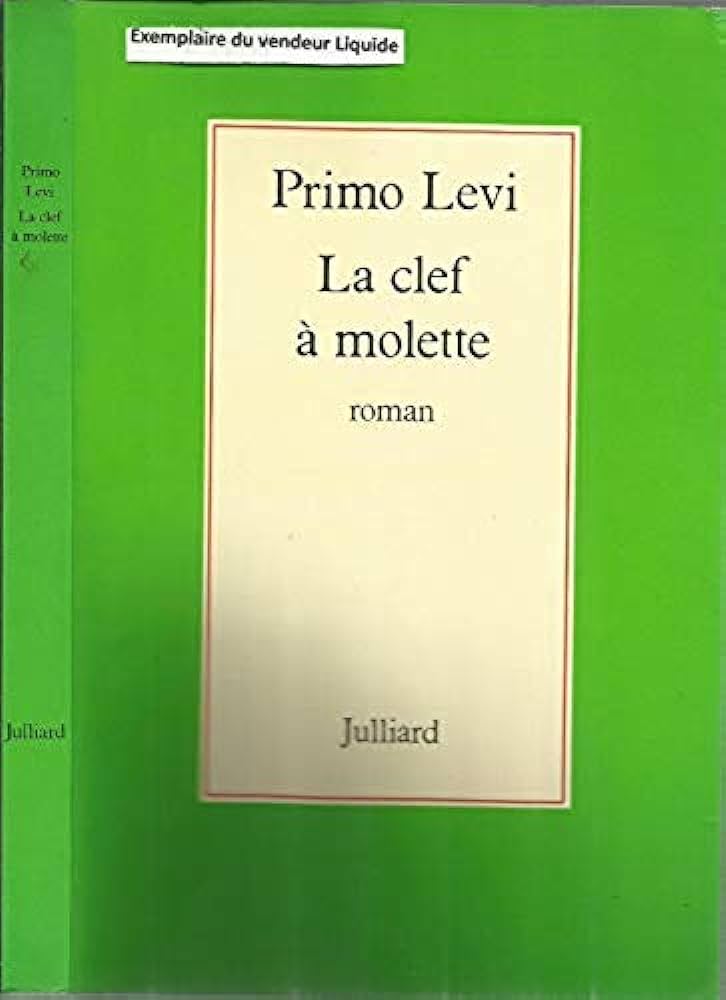 Exemplaire du vendeur Liquide
Primo Levi
La clef
à molette
roman
Julliard
Primo
Levi
La clef
à molette
Julliard